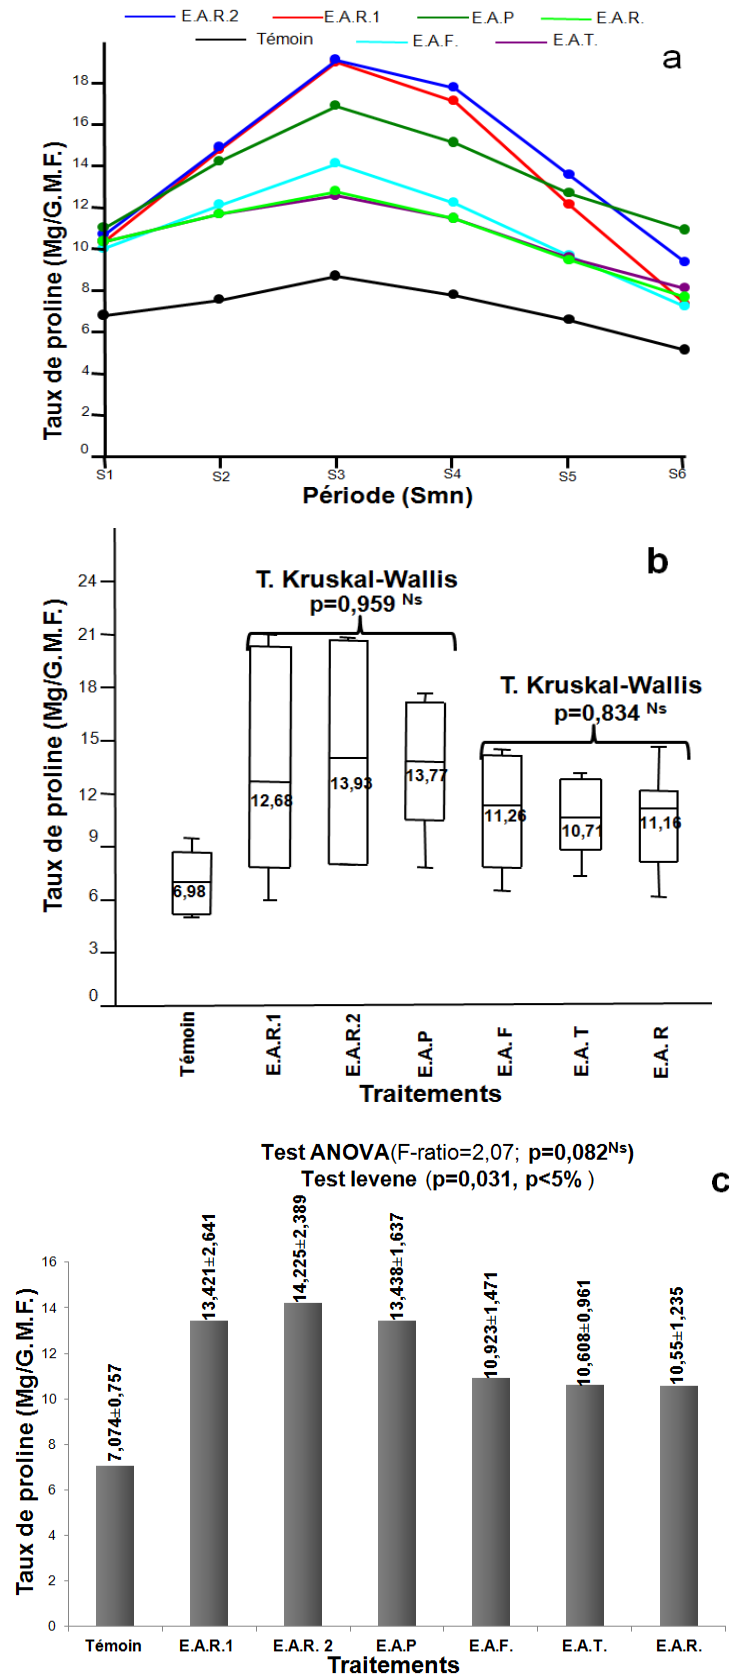 E.A.R.2 E.A.R.1 E.A.P E.A.R.
Témoin E.A.F. E.A.T.
a
Taux de proline (Mg/G.M.F.)
18
16
14
12
10
8
6
4
2
0
S1 S2 S3 S4 S5 S6
Période (Smn)
b
T. Kruskal-Wallis
p=0,959 Ns
T. Kruskal-Wallis
p=0,834 Ns
Taux de proline (Mg/G.M.F.)
24
21
18
15
12
9
6
3
0
6,98
12,68
13,93
13,77
11,26
10,71
11,16
Témoin E.A.R.1 E.A.R.2 E.A.P E.A. F E.A. T E.A. R
Traitements
Test ANOVA(F-ratio=2,07; p=0,082Ns)
Test levene (p=0,031, p<5% )
c
Taux de proline (Mg/G.M.F.)
16
14
12
10
8
6
4
2
0
7,074±0,757
13,421±2,641
14,225±2,389
13,438±1,637
10,923±1,471
10,608±0,961
10,55±1,235
Témoin E.A.R.1 E.A.R. 2 E.A.P E.A.F. E.A.T. E.A.R.
Traitements